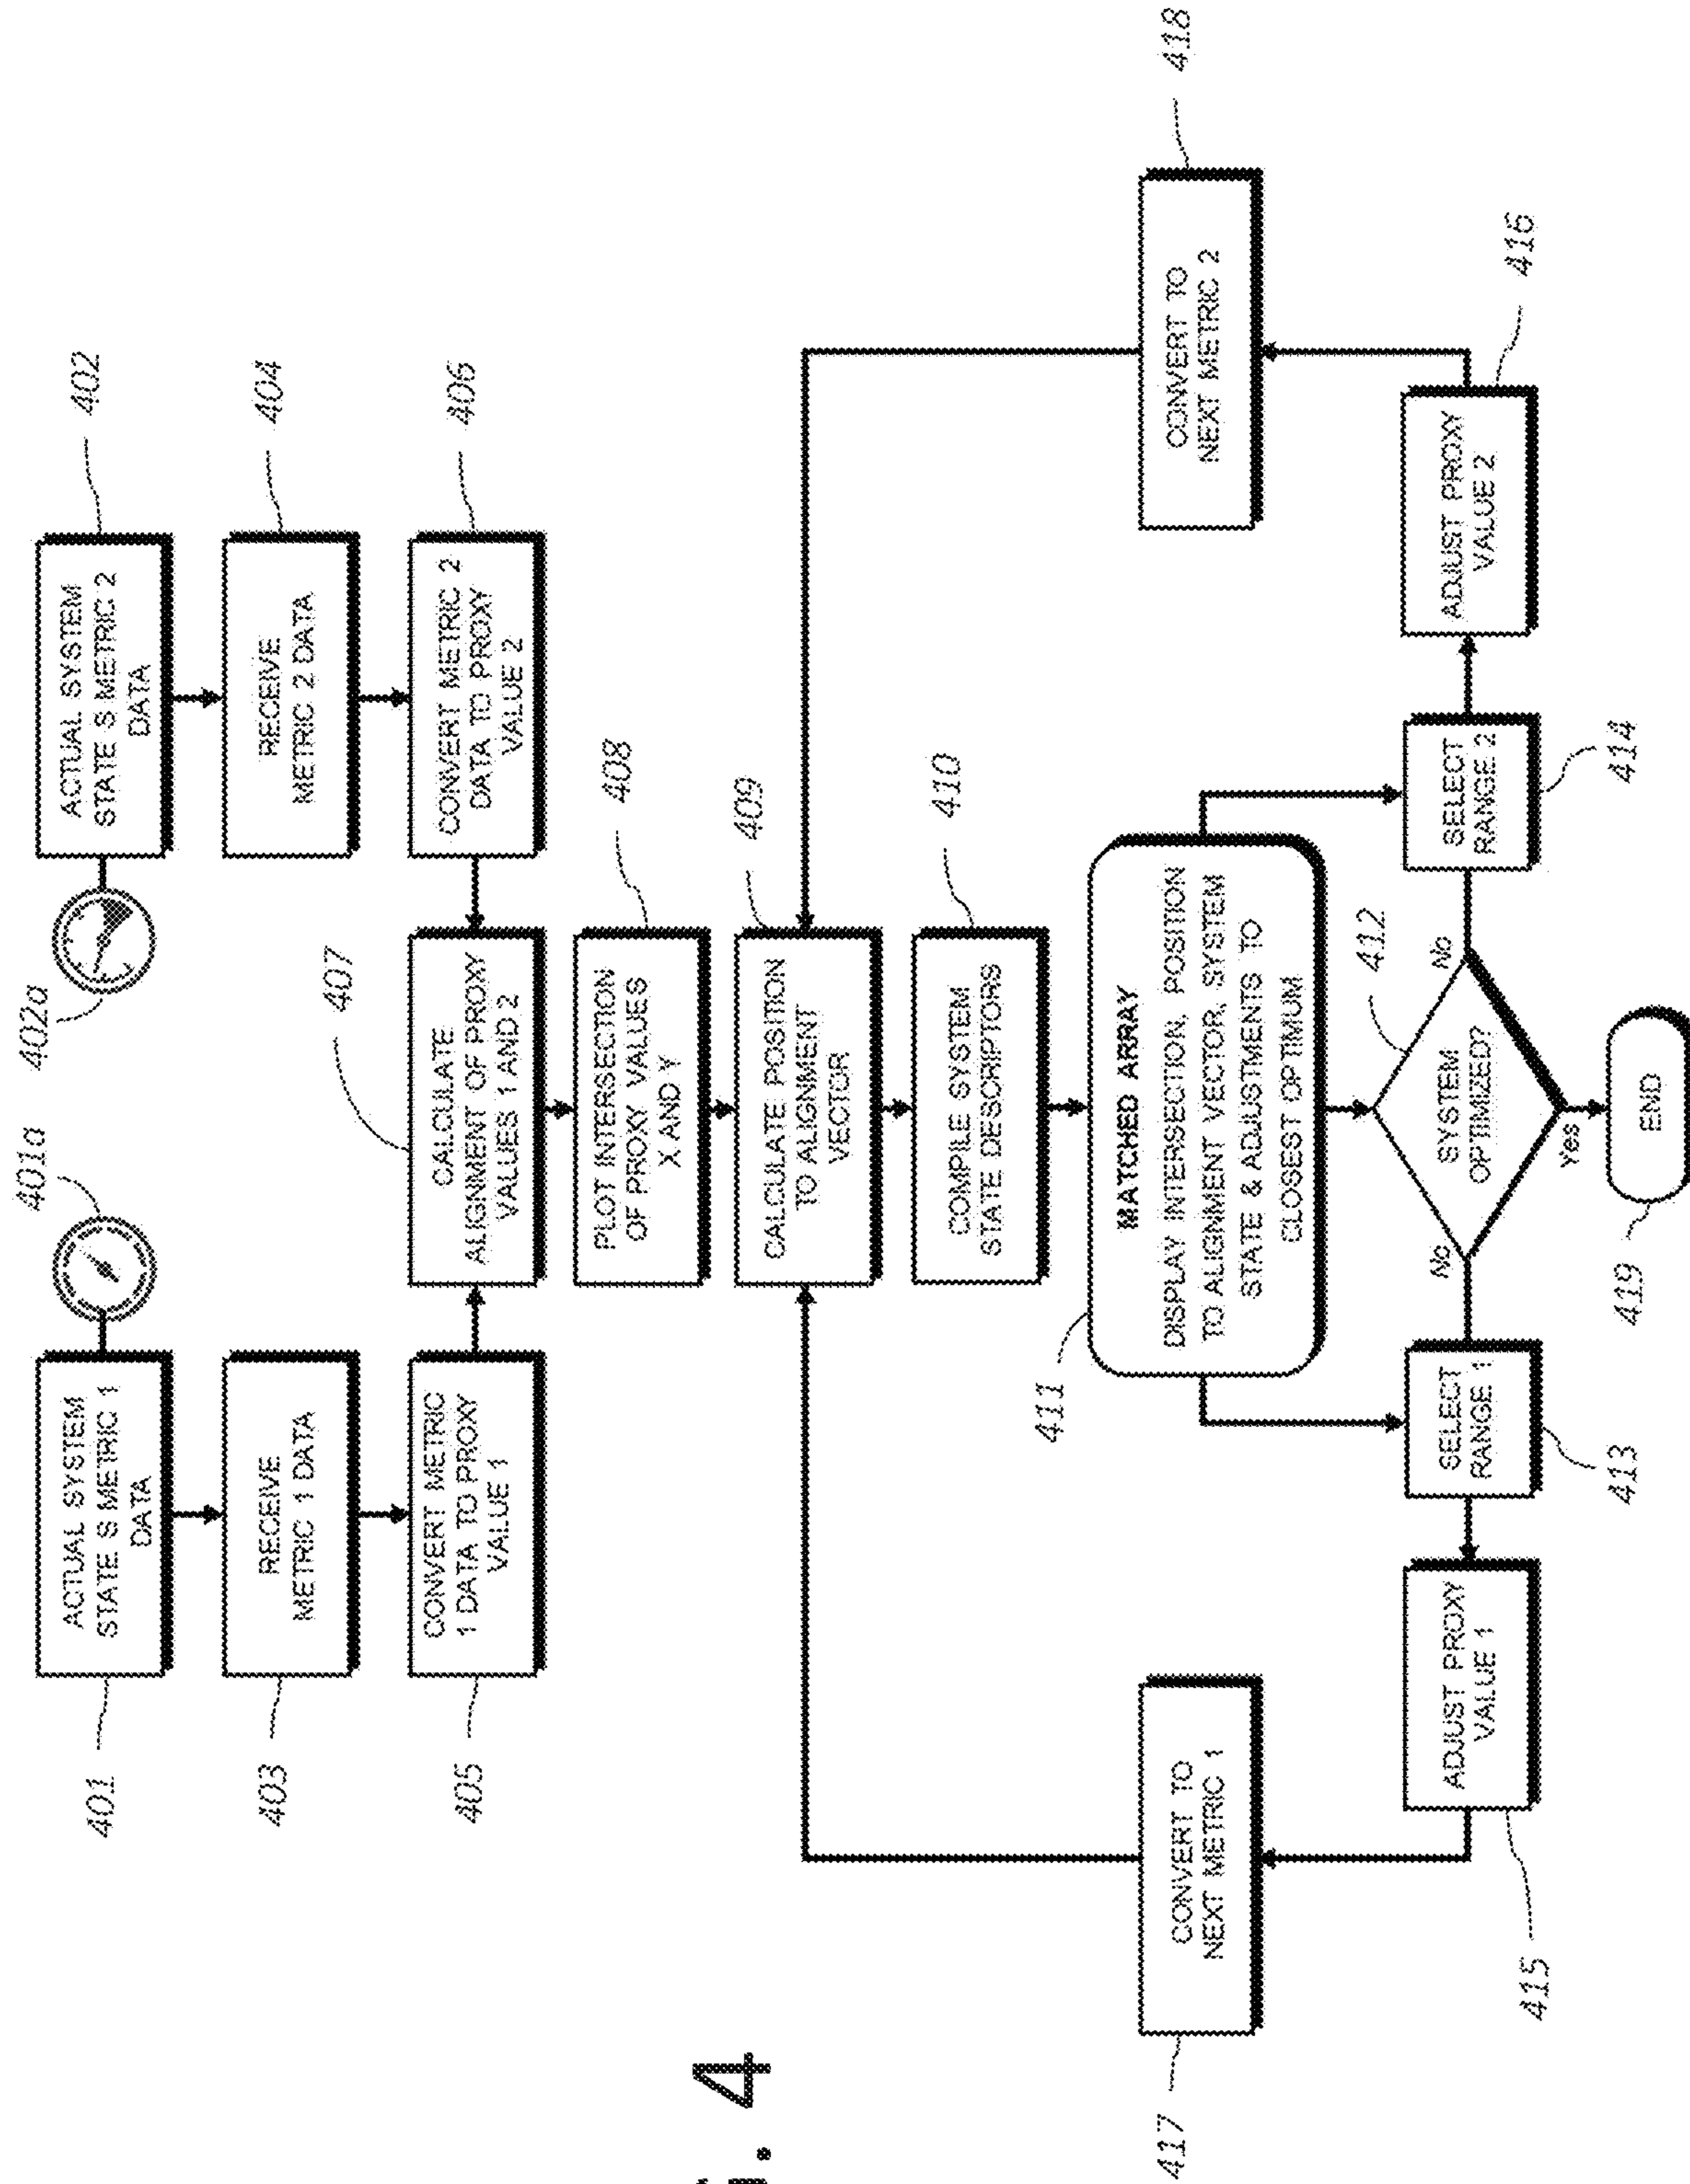 401a
402a
401
ACTUAL SYSTEM
STATE S METRIC 1
DATA
ACTUAL SYSTEM
STATE S METRIC 2
DATA
402
403
RECEIVE
METRIC 1 DATA
RECEIVE
METRIC 2 DATA
404
407
405
CONVERT METRIC
1 DATA TO PROXY
VALUE 1
CALCULATE
ALIGNMENT OF PROXY
VALUES 1 AND 2
CONVERT METRIC 2
DATA TO PROXY
VALUE 2
406
PLOT INTERSECTION
OF PROXY VALUES
X AND Y
408
CALCULATE POSITION
TO ALIGNMENT
VECTOR
409
COMPILE SYSTEM
STATE DESCRIPTORS
410
411
MATCHED ARRAY
DISPLAY INTERSECTION, POSITION
TO ALIGNMENT VECTOR, SYSTEM
STATE & ADJUSTMENTS TO
CLOSEST OPTIMUM
417
CONVERT TO
NEXT METRIC 1
CONVERT TO
NEXT METRIC 2
418
412
No
No
415
ADJUST PROXY
VALUE 1
SELECT
RANGE 1
SYSTEM
OPTIMIZED?
SELECT
RANGE 2
ADJUST PROXY
VALUE 2
416
413
Yes
414
419
END
. 4